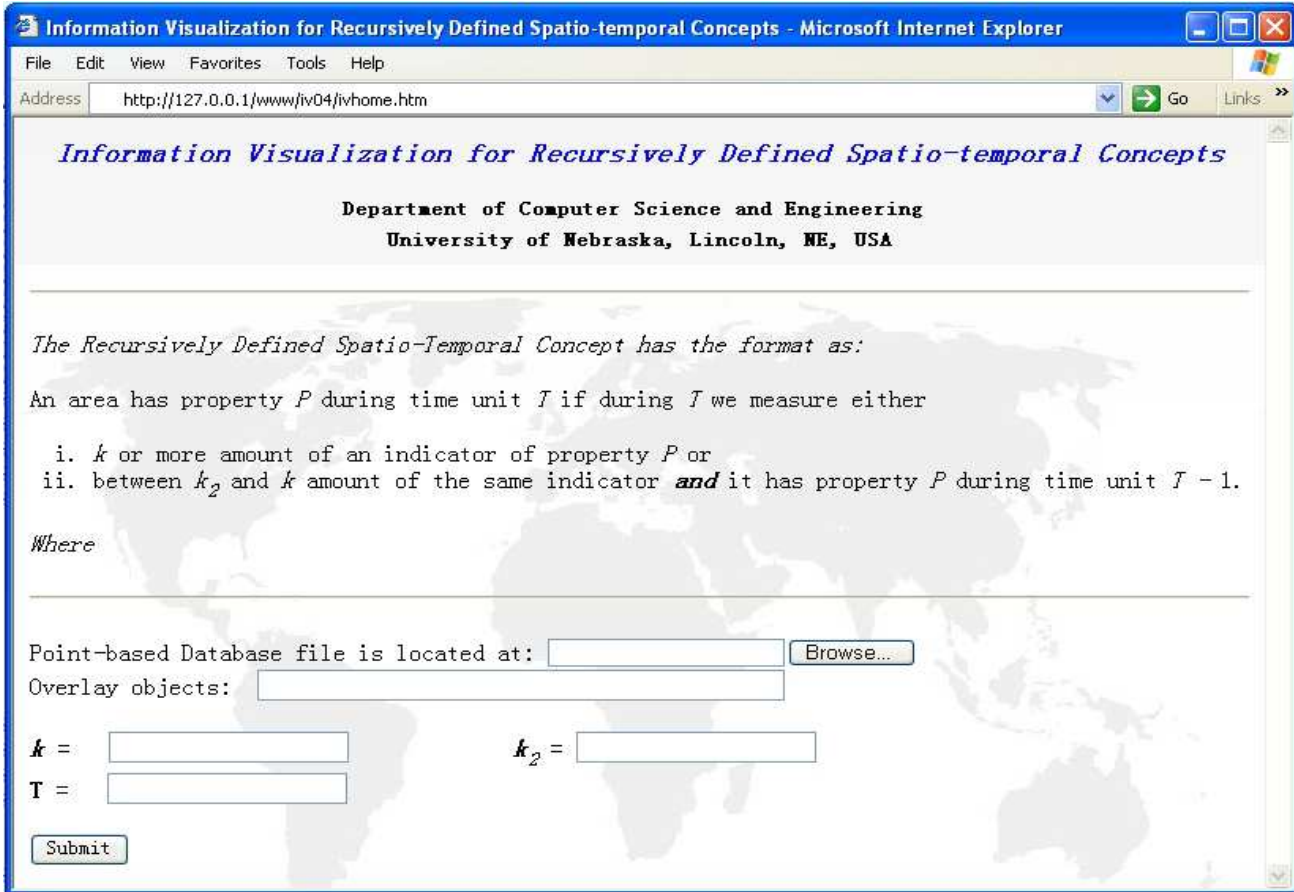 Information Visualization for Recursively Defined Spatio-temporal Concepts - Microsoft Internet Explorer
File Edit View Favorites Tools Help
Address http://127.0.0.1/www/iv04/ivhome.htm Go Links »
Information Visualization for Recursively Defined Spatio-temporal Concepts
Department of Computer Science and Engineering
University of Nebraska, Lincoln, NE, USA
The Recursively Defined Spatio-Temporal Concept has the format as:
An area has property P during time unit T if during T we measure either
i. k or more amount of an indicator of property P or
ii. between k₂ and k amount of the same indicator and it has property P during time unit T - 1.
Where
Point-based Database file is located at: Browse...
Overlay objects:
k = k₂ =
T =
Submit